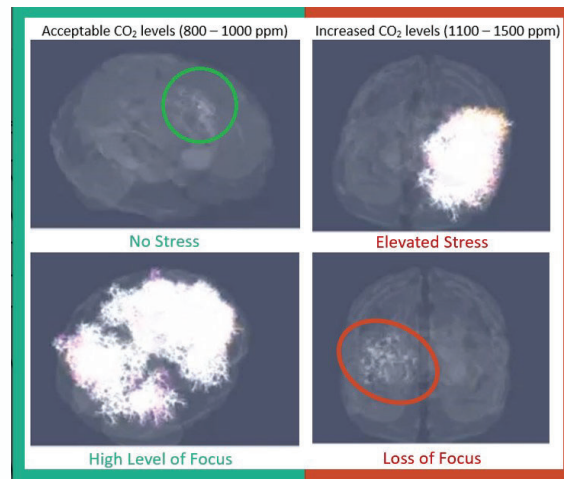 Acceptable CO₂ levels (800 – 1000 ppm)
Increased CO₂ levels (1100 – 1500 ppm)
No Stress
Elevated Stress
High Level of Focus
Loss of Focus